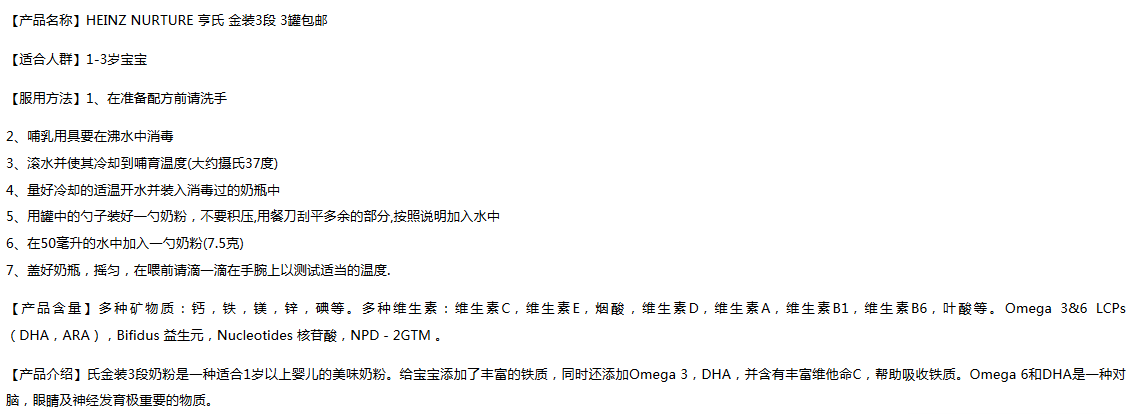 【产品名称】HEINZ NURTURE 亨氏 金装3段 3罐包邮
【适合人群】1-3岁宝宝
【服用方法】1、在准备配方前请洗手
2、哺乳用具要在沸水中消毒
3、滚水并使其冷却到哺育温度(大约摄氏37度)
4、量好冷却的适温开水并装入消毒过的奶瓶中
5、用罐中的勺子装好一勺奶粉，不要积压,用餐刀刮平多余的部分,按照说明加入水中
6、在50毫升的水中加入一勺奶粉(7.5克)
7、盖好奶瓶，摇匀，在喂前请滴一滴在手腕上以测试适当的温度.
【产品含量】多种矿物质：钙，铁，镁，锌，碘等。多种维生素：维生素C，维生素E，烟酸，维生素D，维生素A，维生素B1，维生素B6，叶酸等。Omega 3&6 LCPs
（DHA，ARA），Bifidus 益生元，Nucleotides 核苷酸，NPD－2GTM 。
【产品介绍】氏金装3段奶粉是一种适合1岁以上婴儿的美味奶粉。给宝宝添加了丰富的铁质，同时还添加Omega 3，DHA，并含有丰富维他命C，帮助吸收铁质。Omega 6和DHA是一种对
脑，眼睛及神经发育极重要的物质。